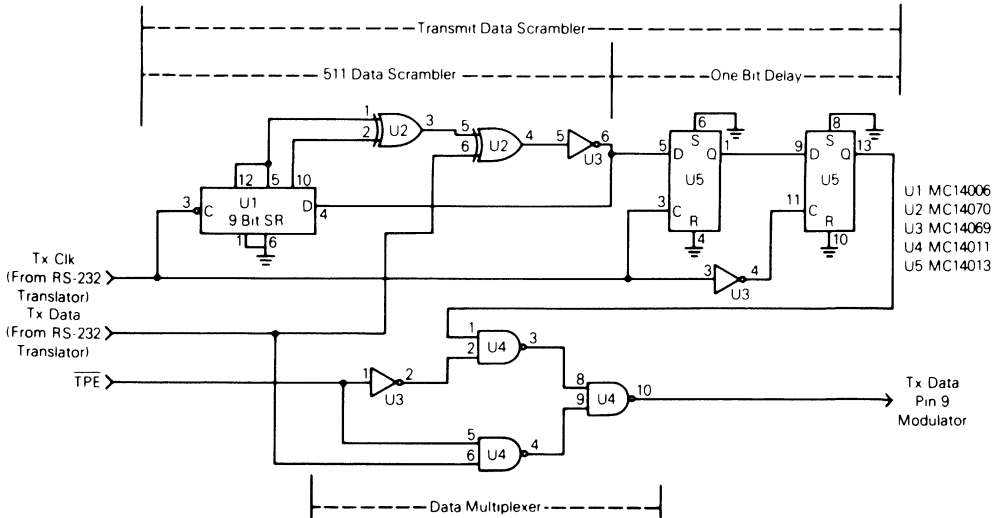 Transmit Data Scrambler
511 Data Scrambler
One Bit Delay
1
2
3
U2
5
6
4
U2
5
6
U3
12
5
10
3
C
U1
D
9 Bit SR
4
1
6
6
S
5
D
Q
1
U5
3
C
R
4
8
S
9
D
Q
13
U5
11
C
R
10
U1 MC14006
U2 MC14070
U3 MC14069
U4 MC14011
U5 MC14013
Tx Clk
(From RS-232
Translator)
3
4
U3
Tx Data
(From RS-232
Translator)
1
2
U4
3
TPE
1
2
U3
8
9
U4
10
Tx Data
Pin 9
Modulator
5
6
U4
4
Data Multiplexer